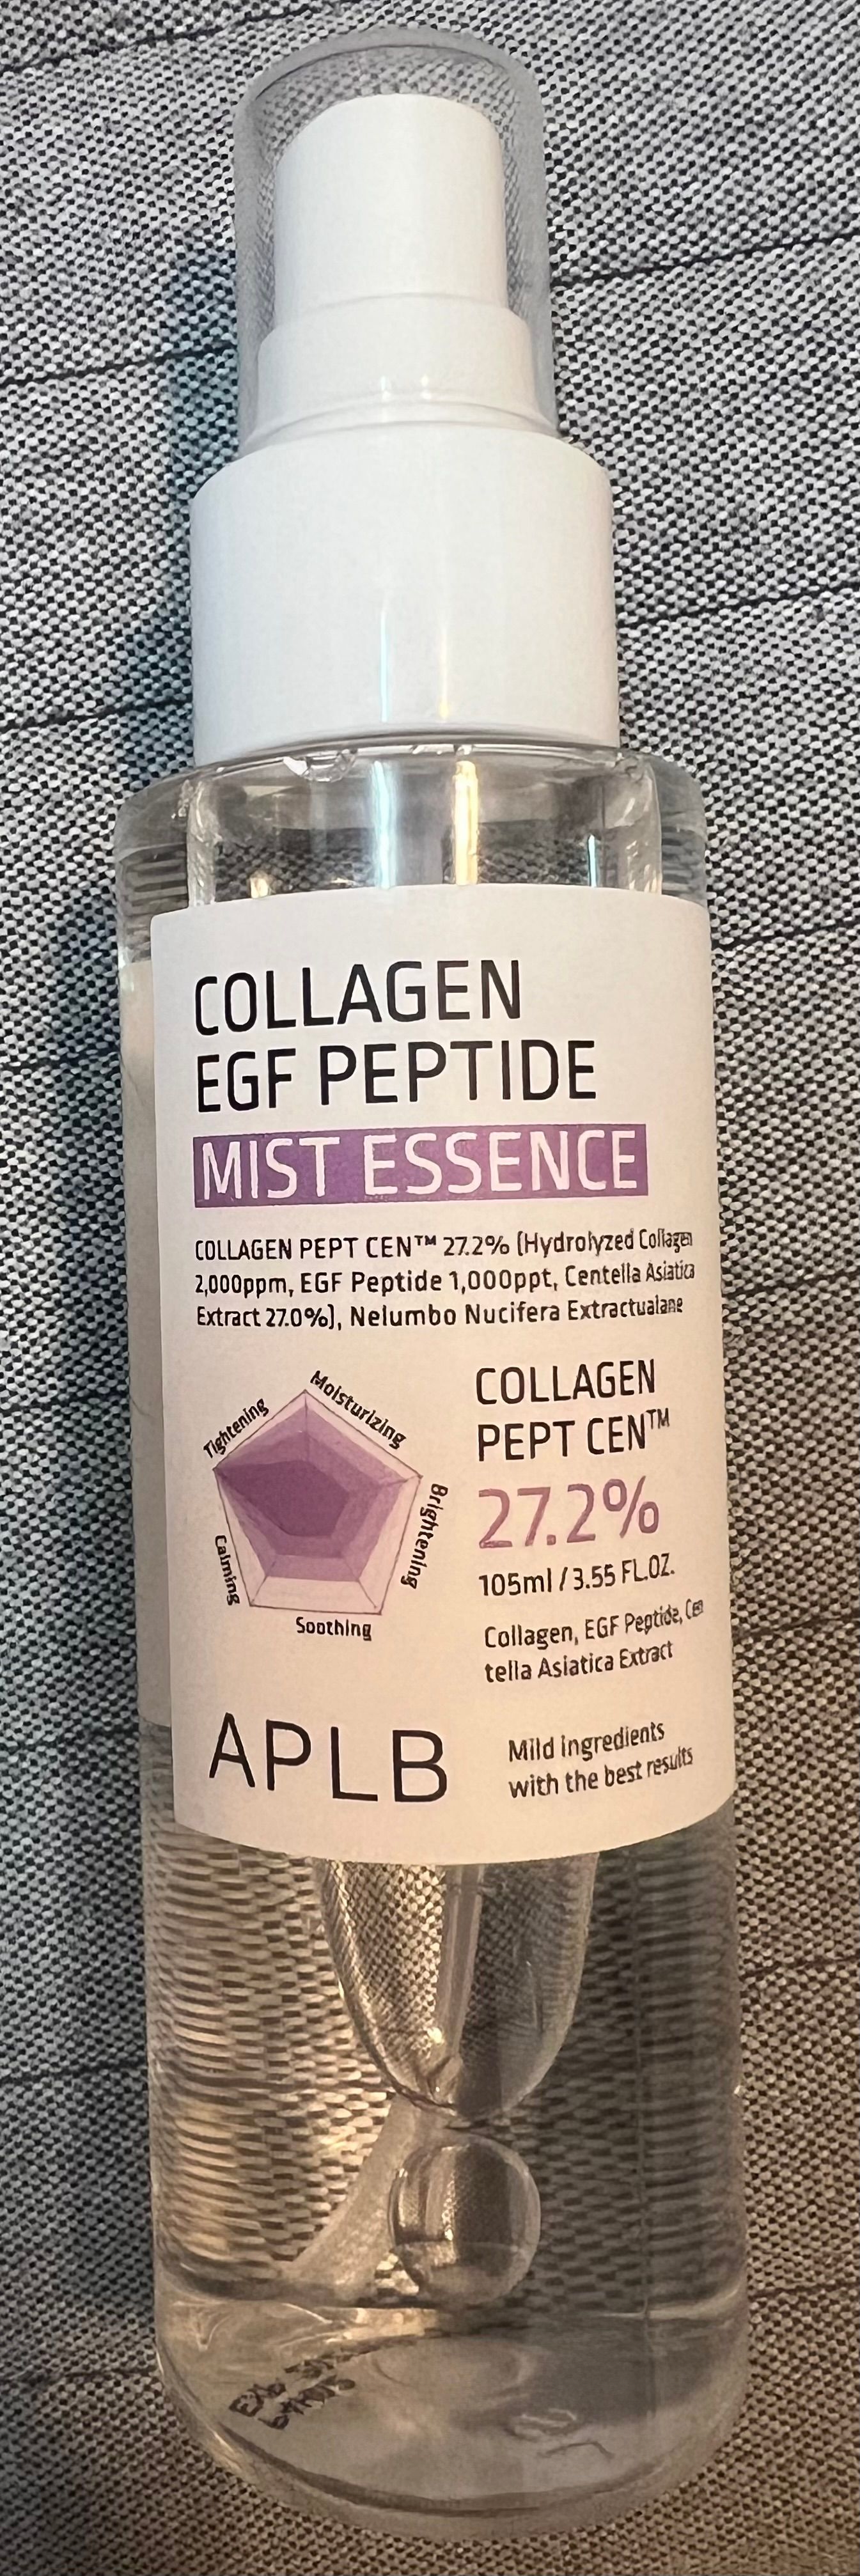 COLLAGEN
EGF PEPTIDE
MIST ESSENCE
COLLAGEN PEPT CEN™ 27.2% (Hydrolyzed Collagen
2,000ppm, EGF Peptide 1,000ppt, Centella Asiatica
Extract 27.0%), Nelumbo Nucifera Extractualane
Tightening
Moisturizing
Brightening
Calming
Soothing
COLLAGEN
PEPT CEN™
27.2%
105ml / 3.55 FL.OZ.
Collagen, EGF Peptide, Cen
tella Asiatica Extract
APLB
Mild ingredients
with the best results